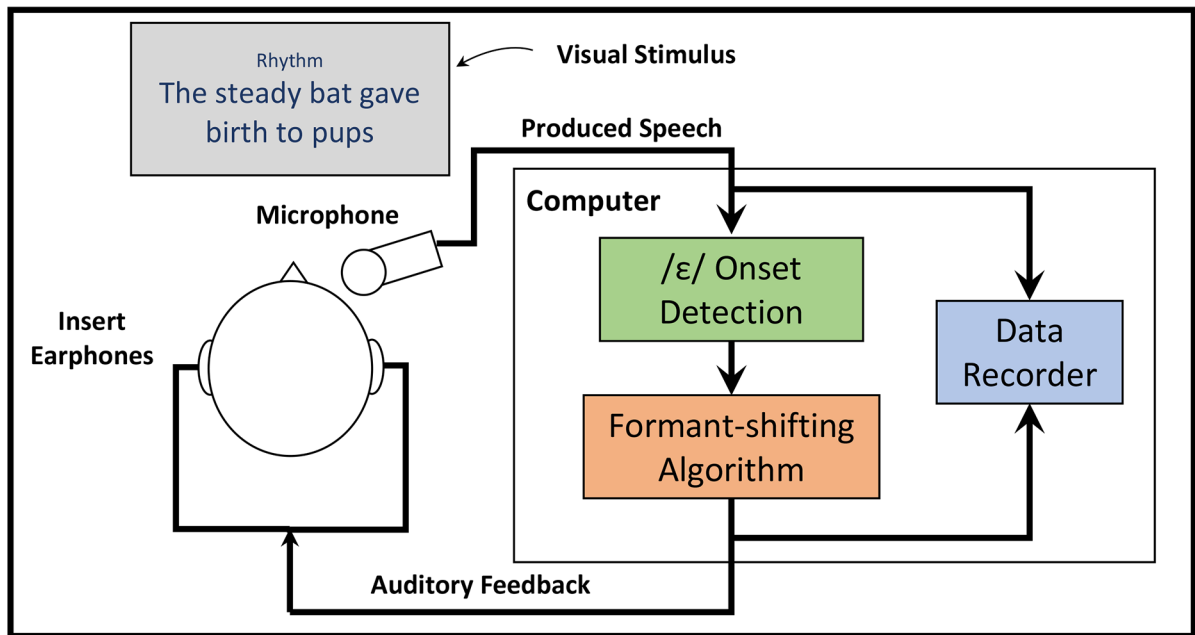 Rhythm
The steady bat gave
birth to pups
Visual Stimulus
Produced Speech
Microphone
Computer
/ε/ Onset
Detection
Insert
Earphones
Data
Recorder
Formant-shifting
Algorithm
Auditory Feedback